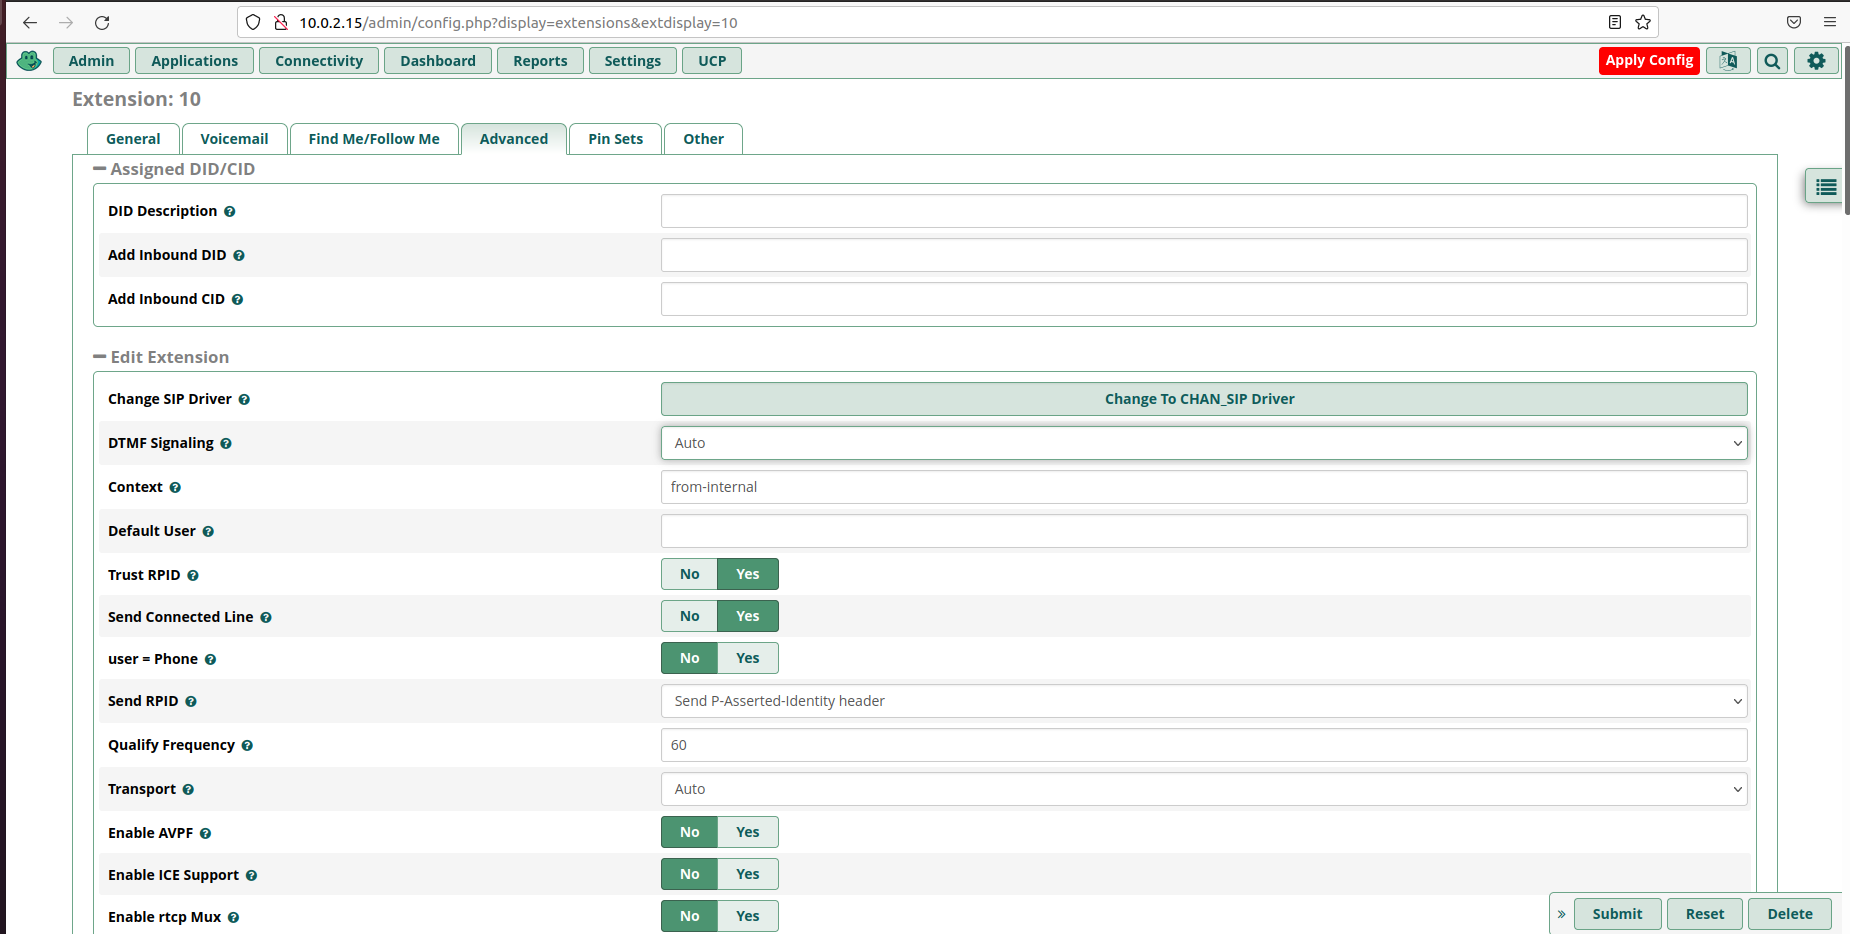 10.0.2.15/admin/config.php?display=extensions&extdisplay=10
Admin Applications Connectivity Dashboard Reports Settings UCP Apply Config
Extension: 10
General Voicemail Find Me/Follow Me Advanced Pin Sets Other
Assigned DID/CID
DID Description
Add Inbound DID
Add Inbound CID
Edit Extension
Change SIP Driver Change To CHAN_SIP Driver
DTMF Signaling Auto
Context from-internal
Default User
Trust RPID No Yes
Send Connected Line No Yes
user = Phone No Yes
Send RPID Send P-Asserted-Identity header
Qualify Frequency 60
Transport Auto
Enable AVPF No Yes
Enable ICE Support No Yes
Enable rtcp Mux No Yes
» Submit Reset Delete